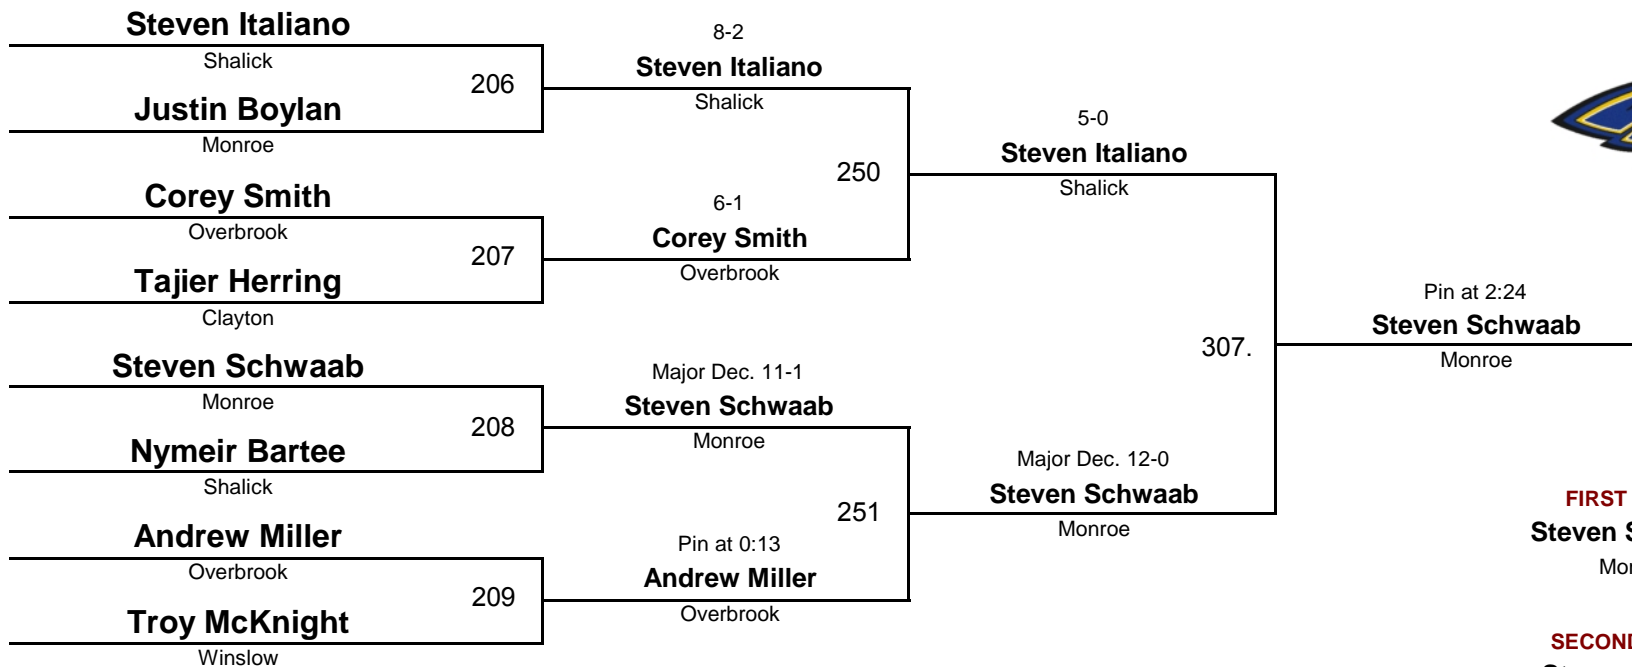 Steven Italiano
Shalick
206
Justin Boylan
Monroe
Corey Smith
Overbrook
207
Tajier Herring
Clayton
Steven Schwaab
Monroe
208
Nymeir Bartee
Shalick
Andrew Miller
Overbrook
209
Troy McKnight
Winslow
8-2
Steven Italiano
Shalick
250
6-1
Corey Smith
Overbrook
Major Dec. 11-1
Steven Schwaab
Monroe
251
Pin at 0:13
Andrew Miller
Overbrook
5-0
Steven Italiano
Shalick
307.
Major Dec. 12-0
Steven Schwaab
Monroe
Pin at 2:24
Steven Schwaab
Monroe
FIRST
Steven S
Mon
SECOND